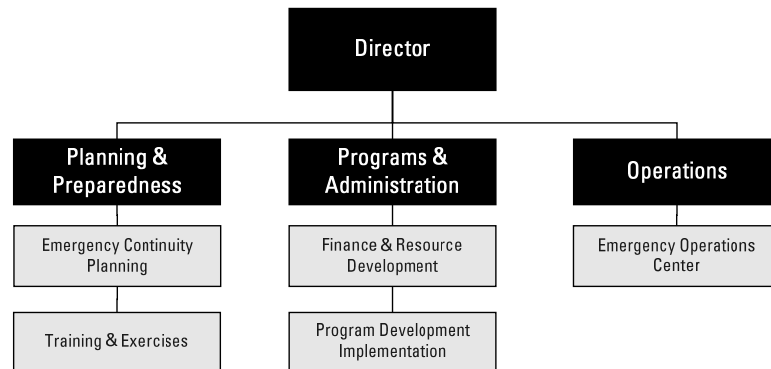 Director
Planning &
Preparedness
Programs &
Administration
Operations
Emergency Continuity
Planning
Finance & Resource
Development
Emergency Operations
Center
Training & Exercises
Program Development
Implementation